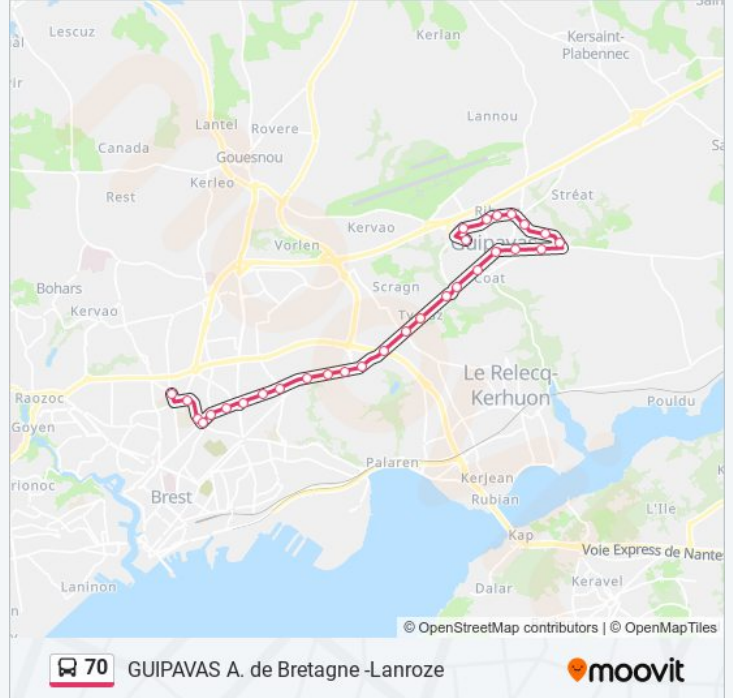 Lescuz
Kerlan
Kersaint-
Plabennec
Lannou
Lantel
Rovere
Canada
Gouesnou
Kerleo
Rest
Stréat
Kervao
Guipavas
Vorlen
Coat
Scragn
Bohars
Kervao
Le Relecq-
Kerhuon
Raozoc
Pouldu
Goyen
Palaren
Kerjean
Rubian
Brest
L'Ile
Kap
Voie Express de Nante
Laninon
Dalar
Keravel
© OpenStreetMap contributors | © OpenMapTiles
70 GUIPAVAS A. de Bretagne -Lanroze
moovit